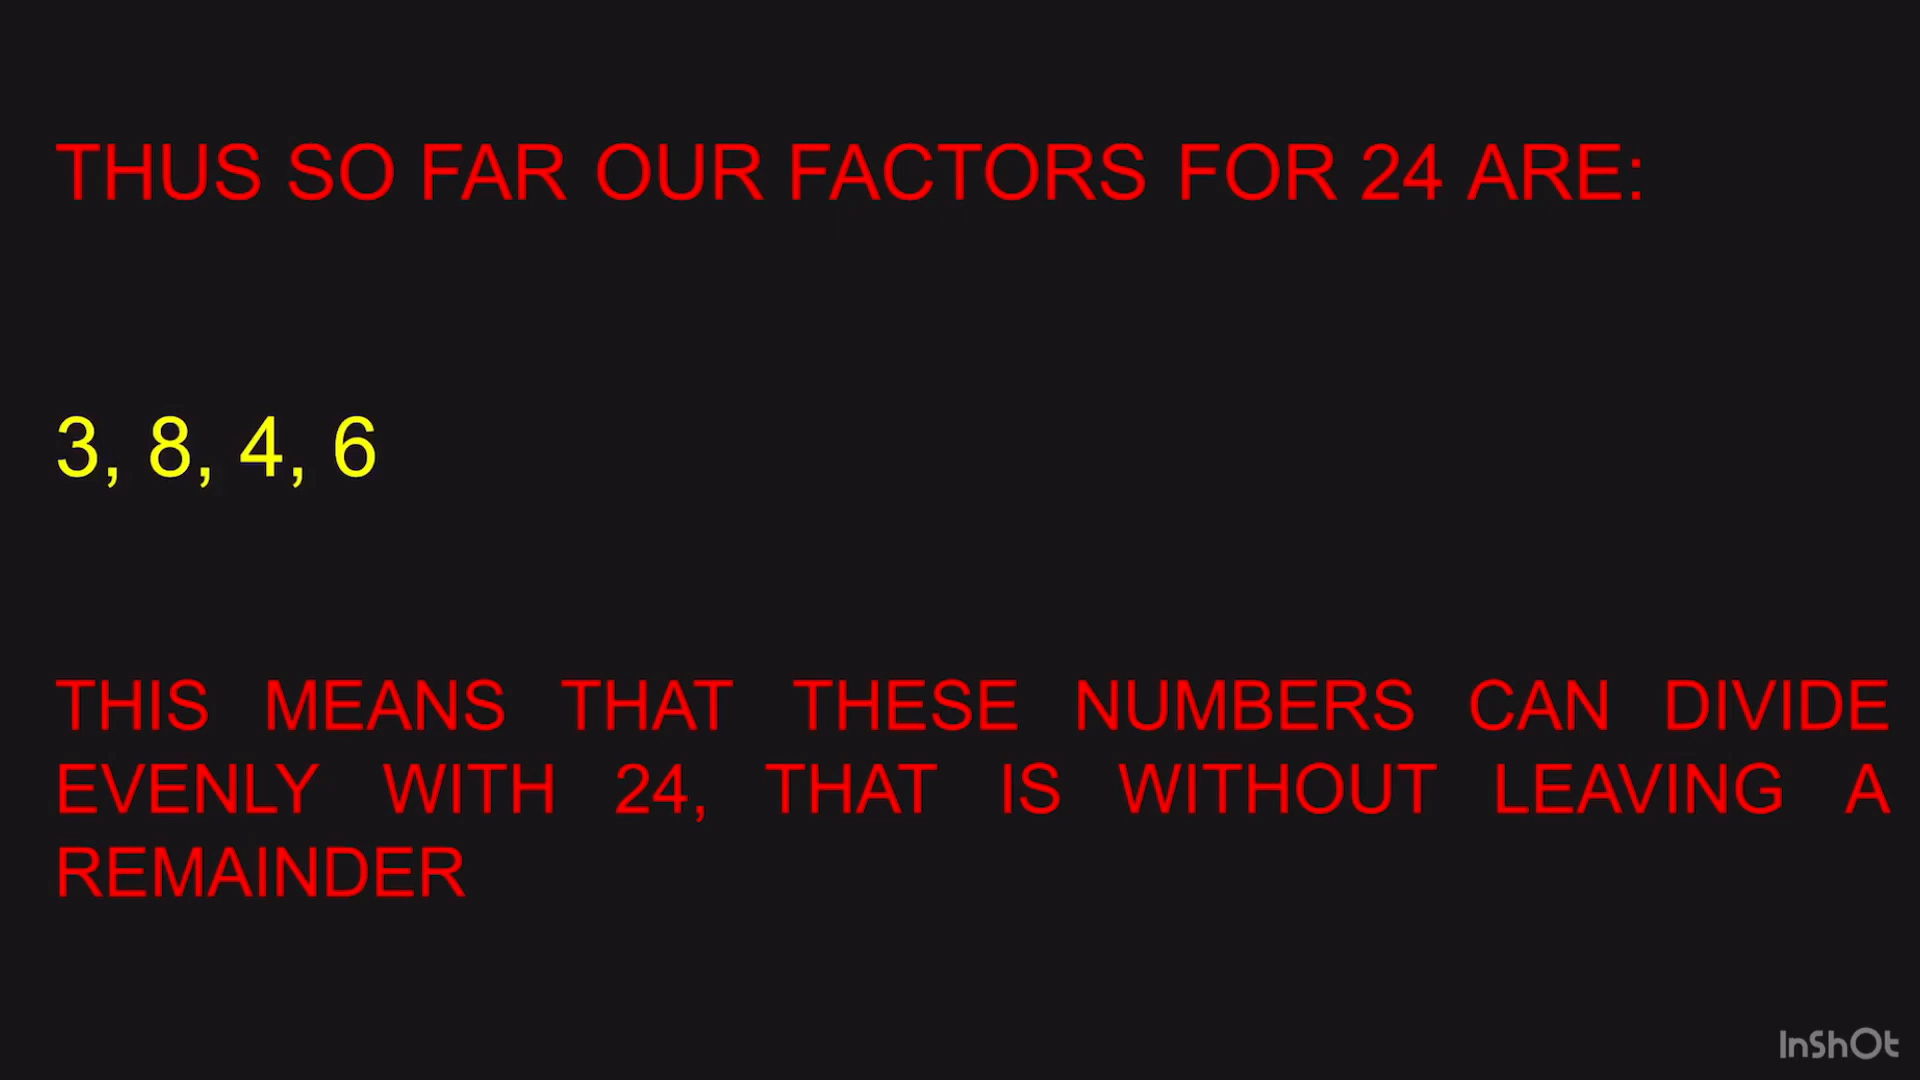 THUS SO FAR OUR FACTORS FOR 24 ARE:
3, 8, 4, 6
THIS MEANS THAT THESE NUMBERS CAN DIVIDE
EVENLY WITH 24, THAT IS WITHOUT LEAVING A
REMAINDER
InShOt